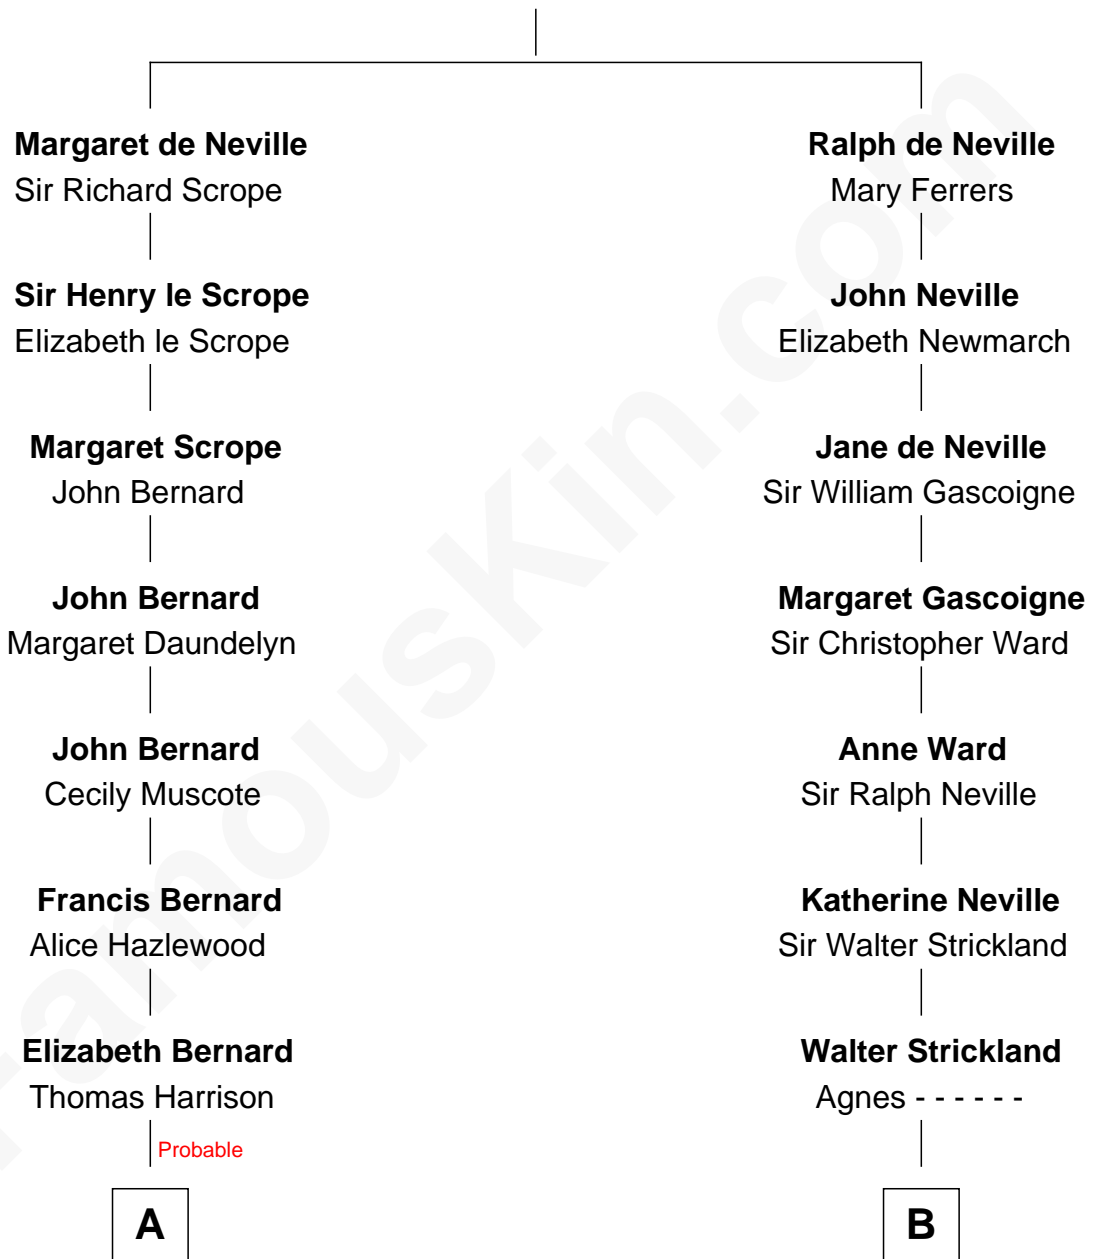 Margaret de Neville
Sir Richard Scrope
Ralph de Neville
Mary Ferrers
Sir Henry le Scrope
Elizabeth le Scrope
John Neville
Elizabeth Newmarch
Margaret Scrope
John Bernard
Jane de Neville
Sir William Gascoigne
John Bernard
Margaret Daundelyn
Margaret Gascoigne
Sir Christopher Ward
John Bernard
Cecily Muscote
Anne Ward
Sir Ralph Neville
Francis Bernard
Alice Hazlewood
Katherine Neville
Sir Walter Strickland
Elizabeth Bernard
Thomas Harrison
Walter Strickland
Agnes - - - - - -
Probable
A
B
FamousKin.com